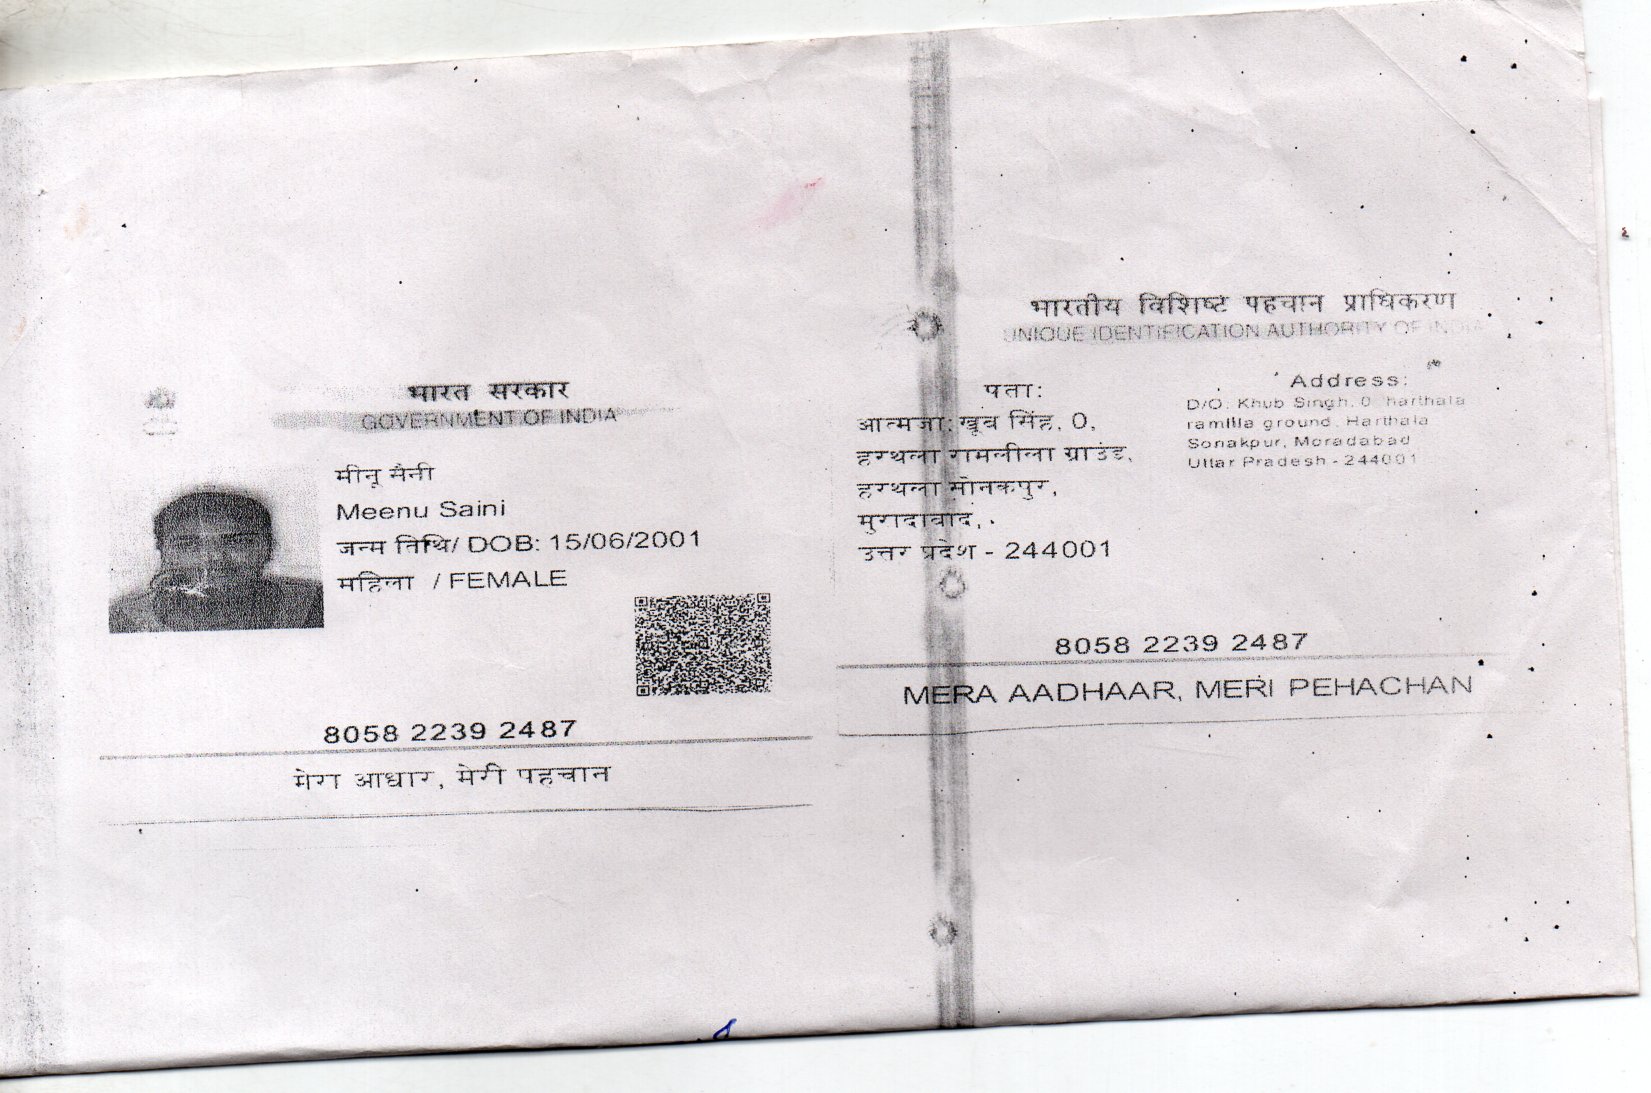 भारत सरकार
GOVERNMENT OF INDIA
मीनू सैनी
Meenu Saini
जन्म तिथि/ DOB: 15/06/2001
महिला / FEMALE
8058 2239 2487
मेरा आधार, मेरी पहचान
भारतीय विशिष्ट पहचान प्राधिकरण
UNIQUE IDENTIFICATION AUTHORITY OF INDIA
पता:
आत्मजा: खूब सिंह, 0,
हरथला रामलीला ग्राउंड,
हरथला सोनकपुर,
मुरादाबाद,
उत्तर प्रदेश - 244001
Address:
D/O. Khub Singh, 0 harthala
ramlila ground, Harthala
Sonakpur, Moradabad
Uttar Pradesh - 244001
8058 2239 2487
MERA AADHAAR, MERI PEHACHAN